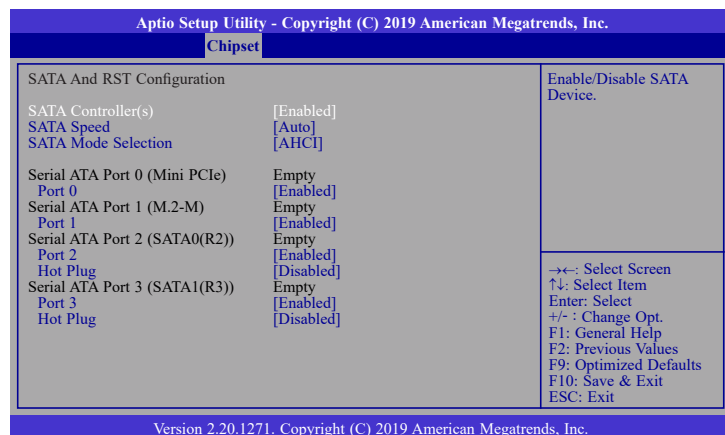 Aptio Setup Utility - Copyright (C) 2019 American Megatrends, Inc.
Chipset
SATA And RST Configuration
SATA Controller(s) [Enabled]
SATA Speed [Auto]
SATA Mode Selection [AHCI]
Serial ATA Port 0 (Mini PCIe) Empty
Port 0 [Enabled]
Serial ATA Port 1 (M.2-M) Empty
Port 1 [Enabled]
Serial ATA Port 2 (SATA0(R2)) Empty
Port 2 [Enabled]
Hot Plug [Disabled]
Serial ATA Port 3 (SATA1(R3)) Empty
Port 3 [Enabled]
Hot Plug [Disabled]
Enable/Disable SATA
Device.
→←: Select Screen
↑↓: Select Item
Enter: Select
+/- : Change Opt.
F1: General Help
F2: Previous Values
F9: Optimized Defaults
F10: Save & Exit
ESC: Exit
Version 2.20.1271. Copyright (C) 2019 American Megatrends, Inc.